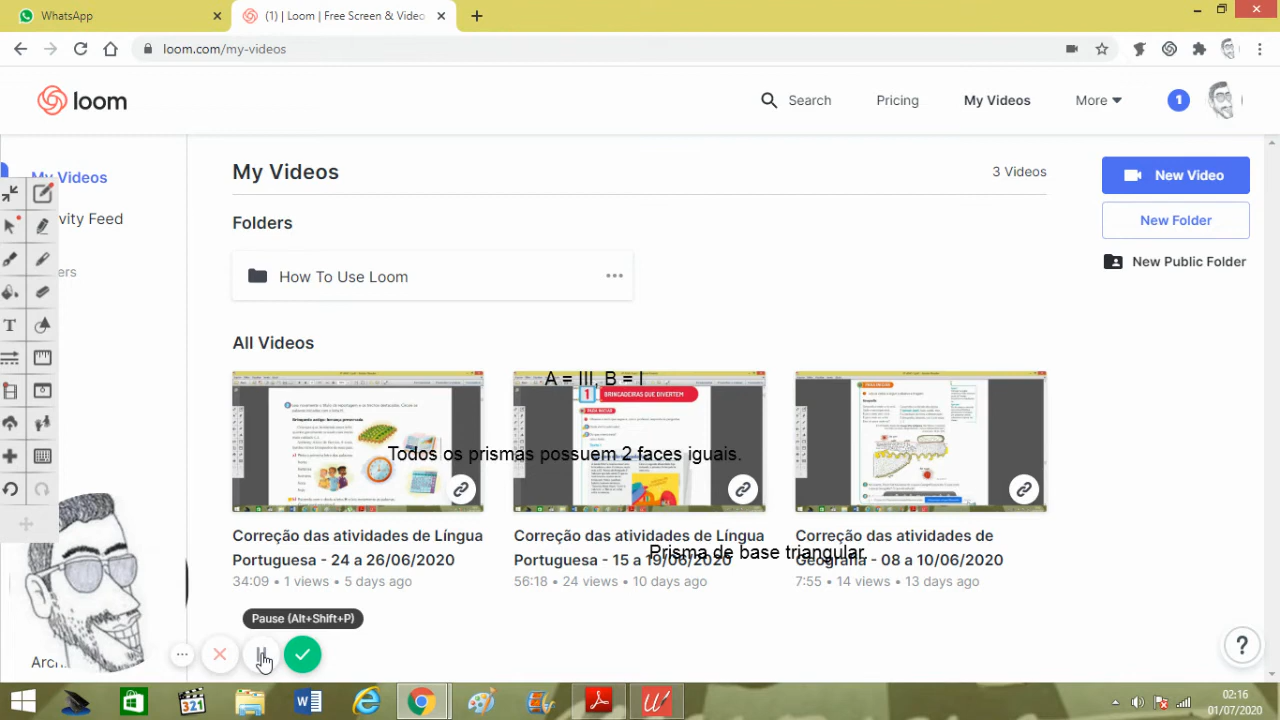 WhatsApp
(1) | Loom | Free Screen & Video
loom.com/my-videos
loom
Search
Pricing
My Videos
More
1
My Videos
vity Feed
ers
Arc
My Videos
3 Videos
New Video
New Folder
New Public Folder
Folders
How To Use Loom
All Videos
A = III, B = I
1 BRINCADEIRAS QUE DIVERTEM
Todos os prismas possuem 2 faces iguais.
Correção das atividades de Língua
Portuguesa - 24 a 26/06/2020
34:09 • 1 views • 5 days ago
Correção das atividades de Língua
Portuguesa - 15 a 19/06/2020
56:18 • 24 views • 10 days ago
Correção das atividades de
Geografia - 08 a 10/06/2020
7:55 • 14 views • 13 days ago
Prisma de base triangular.
Pause (Alt+Shift+P)
?
321
02:16
01/07/2020